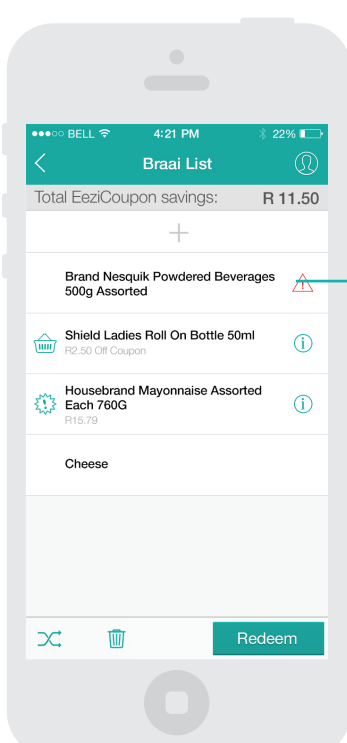 BELL 4:21 PM 22%
Braai List
Total EeziCoupon savings: R 11.50
Brand Nesquik Powdered Beverages
500g Assorted
Shield Ladies Roll On Bottle 50ml
R2.50 Off Coupon
Housebrand Mayonnaise Assorted
Each 760G
R15.79
Cheese
Redeem